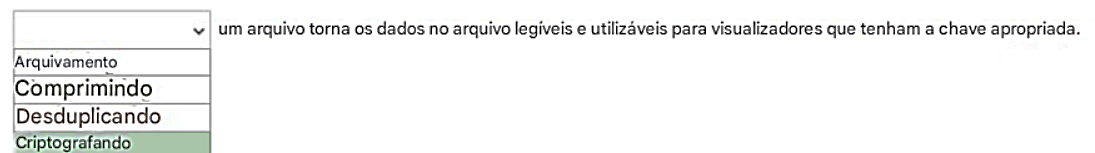 um arquivo torna os dados no arquivo legíveis e utilizáveis para visualizadores que tenham a chave apropriada.
Arquivamento
Comprimindo
Desduplicando
Criptografando